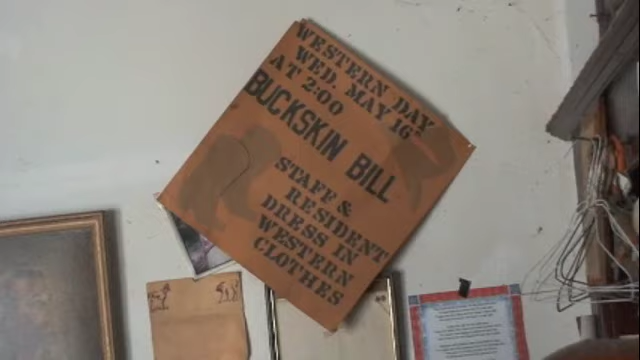 WESTERN DAY
WED. MAY 16
AT 2:00
BUCKSKIN BILL
STAFF &
RESIDENT
DRESS IN
WESTERN
CLOTHES